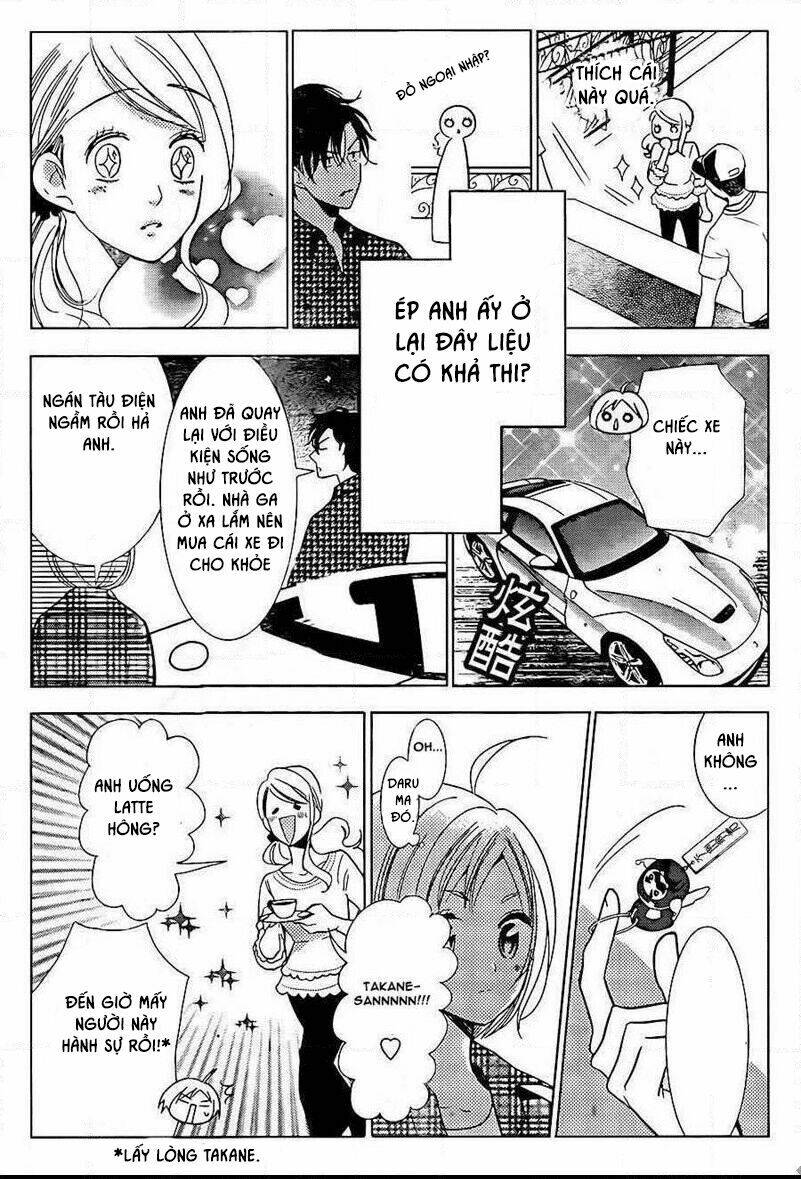 THÍCH CÁI
NÀY QUÁ.
ĐỒ NGOẠI NHẬP?
ÉP ANH ẤY Ở
LẠI ĐÂY LIỆU
CÓ KHẢ THI?
CHIẾC XE
NÀY...
炫酷
ANH ĐÃ QUAY
LẠI VỚI ĐIỀU
KIỆN SỐNG
NHƯ TRƯỚC
RỒI. NHÀ GA
Ở XA LẮM NÊN
MUA CÁI XE ĐI
CHO KHỎE
NGÁN TÀU ĐIỆN
NGẦM RỒI HẢ
ANH.
ANH
KHÔNG
...
OH...
DARU
MA
ĐÓ.
TAKANE-
SANNNNN!!!
♡
ANH UỐNG
LATTE
HÔNG?
ĐẾN GIỜ MẤY
NGƯỜI NÀY
HÀNH SỰ RỒI!*
*LẤY LÒNG TAKANE.